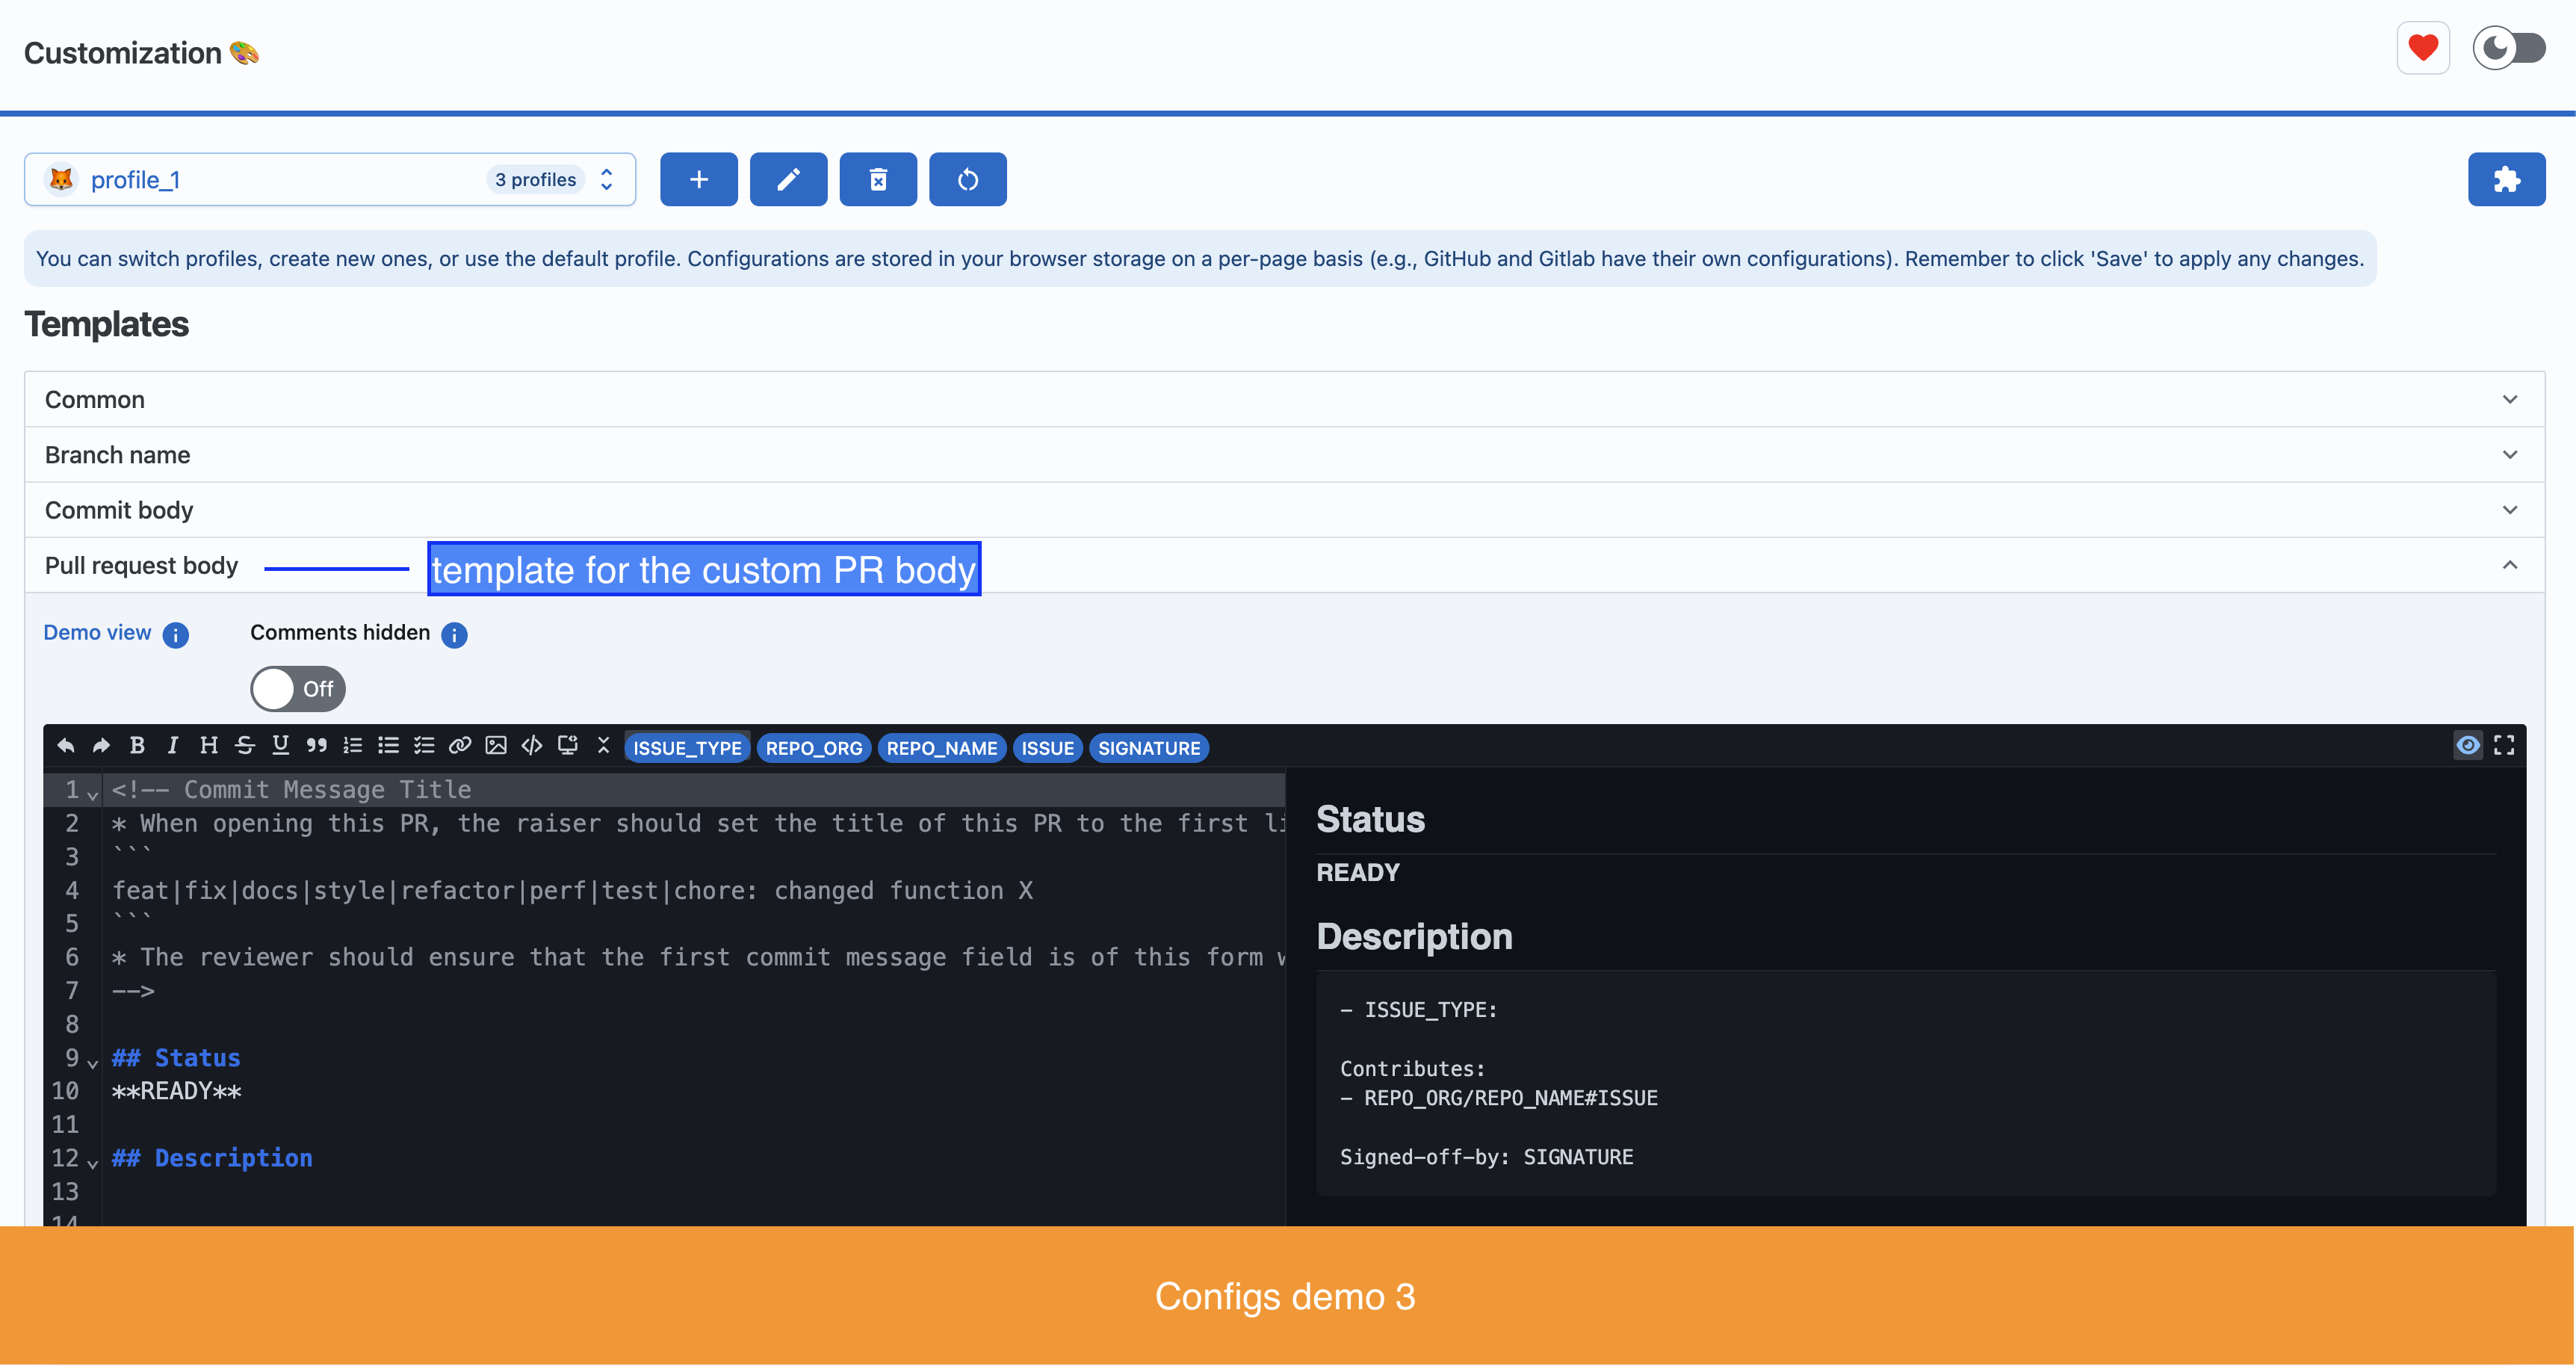 Customization
profile_1
3 profiles
You can switch profiles, create new ones, or use the default profile. Configurations are stored in your browser storage on a per-page basis (e.g., GitHub and Gitlab have their own configurations). Remember to click 'Save' to apply any changes.
Templates
Common
Branch name
Commit body
Pull request body
template for the custom PR body
Demo view
Comments hidden
Off
ISSUE_TYPE REPO_ORG REPO_NAME ISSUE SIGNATURE
1 <!-- Commit Message Title
2 * When opening this PR, the raiser should set the title of this PR to the first
3 ```
4 feat|fix|docs|style|refactor|perf|test|chore: changed function X
5 ```
6 * The reviewer should ensure that the first commit message field is of this form
7 -->
8
9 ## Status
10 **READY**
11
12 ## Description
13
14
Status
READY
Description
- ISSUE_TYPE:
Contributes:
- REPO_ORG/REPO_NAME#ISSUE
Signed-off-by: SIGNATURE
Configs demo 3